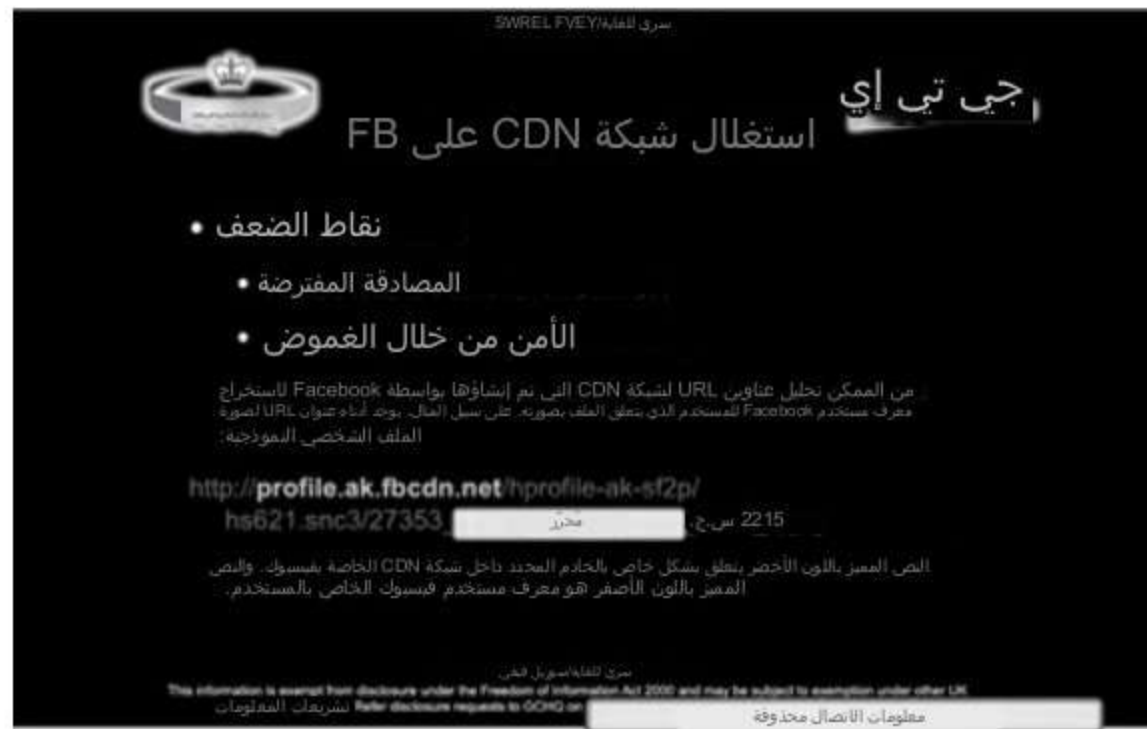 سري للغاية/SWREL FVEY
جي تي إي
استغلال شبكة CDN على FB
• نقاط الضعف
• المصادقة المفترضة
• الأمن من خلال الغموض
من الممكن تحليل عناوين URL لشبكة CDN التي تم إنشاؤها بواسطة Facebook لاستخراج
معرف مستخدم Facebook للمستخدم الذي يتعلق الملف بصورته. على سبيل المثال، يوجد أدناه عنوان URL لصورة
الملف الشخصي النموذجية:
http://profile.ak.fbcdn.net/hprofile-ak-sf2p/
hs621.snc3/27353_ محرّر 2215 س.ح.
النص المميز باللون الأخضر يتعلق بشكل خاص بالخادم المحدد داخل شبكة CDN الخاصة بفيسبوك. والنص
المميز باللون الأصفر هو معرف مستخدم فيسبوك الخاص بالمستخدم.
سري للغاية/سويل
This information is exempt from disclosure under the Freedom of Information Act 2000 and may be subject to exemption under other UK
تشريعات المعلومات Refer disclosure requests to GCHQ on
معلومات الاتصال محذوفة